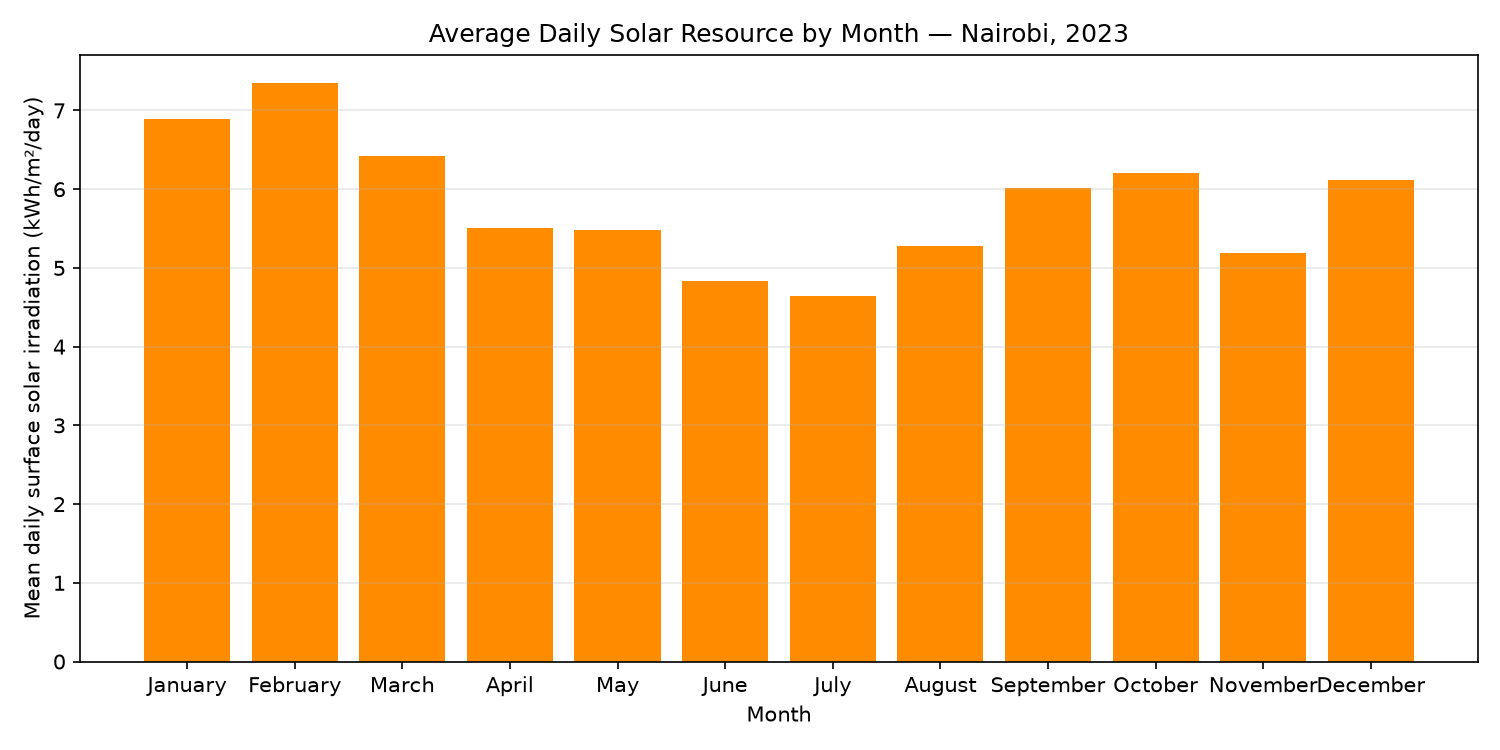 Average Daily Solar Resource by Month — Nairobi, 2023
Mean daily surface solar irradiation (kWh/m²/day)
7
6
5
4
3
2
1
0
January February March April May June July August September October November December
Month